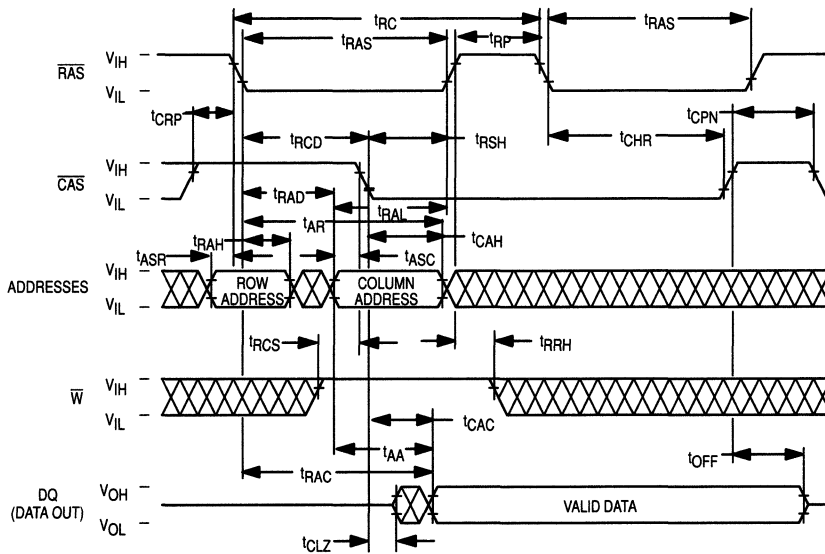 tRC
tRAS
tRP
tRAS
RAS
VIH
VIL
tCRP
tRCD
tRSH
tCHR
tCPN
CAS
VIH
VIL
tRAD
tRAL
tAR
tRAH
tCAH
tASR
tASC
ADDRESSES
VIH
VIL
ROW
ADDRESS
COLUMN
ADDRESS
tRCS
tRRH
W
VIH
VIL
tCAC
tAA
tRAC
tOFF
DQ
(DATA OUT)
VOH
VOL
VALID DATA
tCLZ